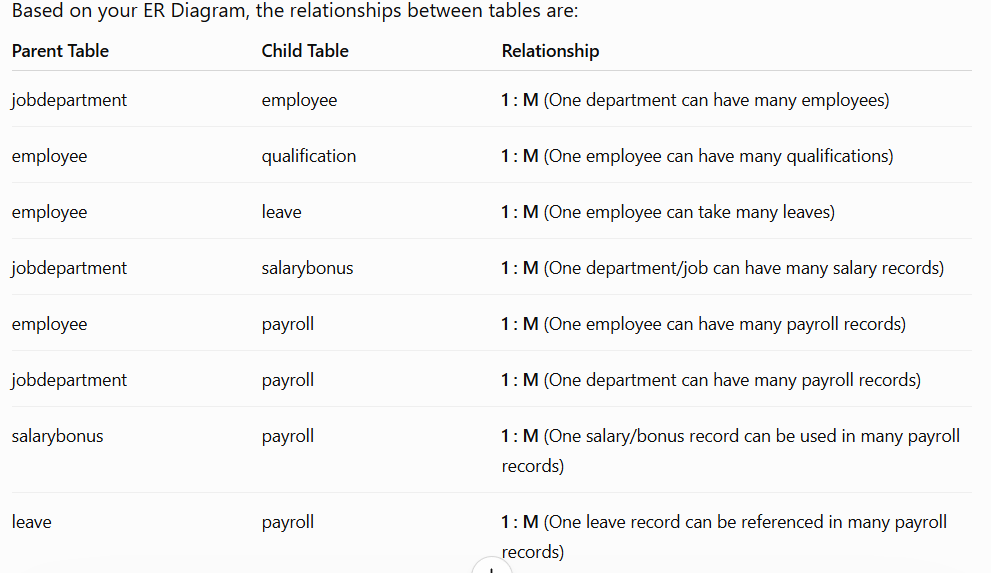 Based on your ER Diagram, the relationships between tables are:
Parent Table Child Table Relationship
jobdepartment employee 1 : M (One department can have many employees)
employee qualification 1 : M (One employee can have many qualifications)
employee leave 1 : M (One employee can take many leaves)
jobdepartment salarybonus 1 : M (One department/job can have many salary records)
employee payroll 1 : M (One employee can have many payroll records)
jobdepartment payroll 1 : M (One department can have many payroll records)
salarybonus payroll 1 : M (One salary/bonus record can be used in many payroll
records)
leave payroll 1 : M (One leave record can be referenced in many payroll
records)